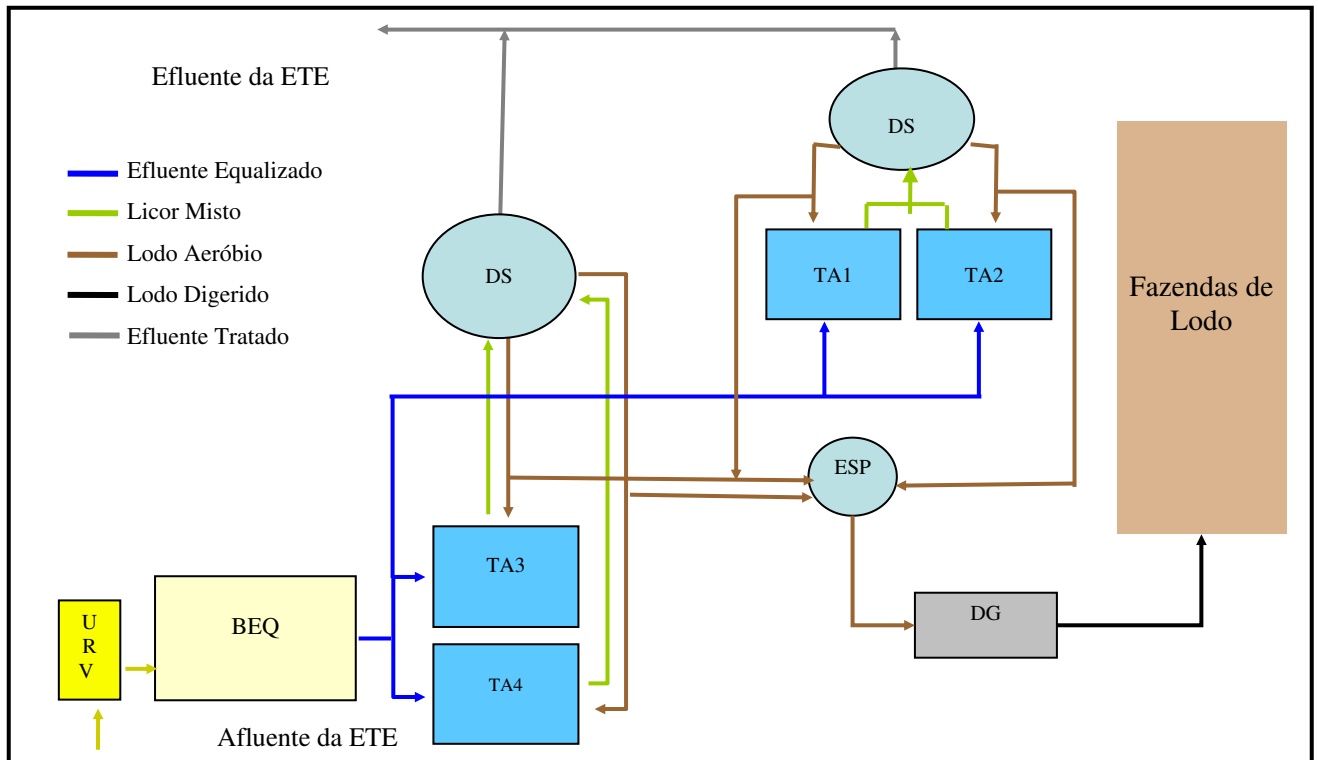 Efluente da ETE
DS
Efluente Equalizado
Licor Misto
Lodo Aeróbio
Lodo Digerido
Efluente Tratado
DS
TA1
TA2
Fazendas de
Lodo
ESP
TA3
TA4
DG
U
R
V
BEQ
Afluente da ETE